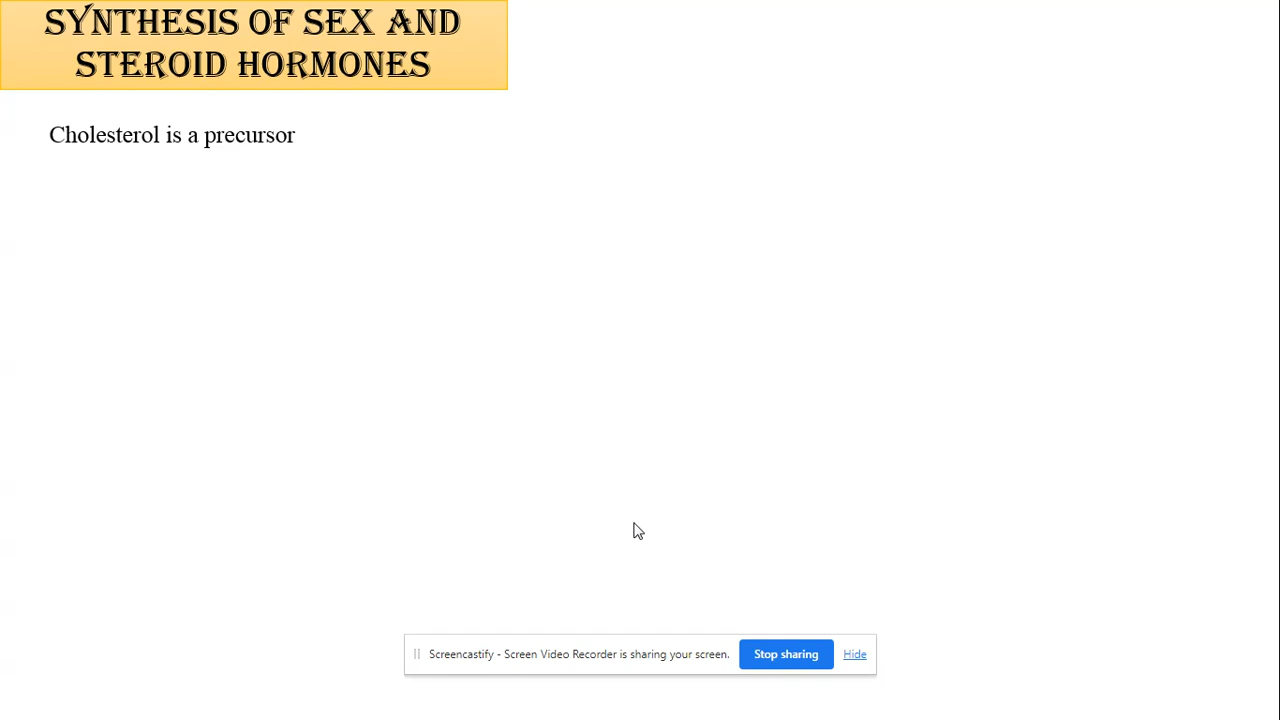 SYNTHESIS OF SEX AND
STEROID HORMONES
Cholesterol is a precursor
Screencastify - Screen Video Recorder is sharing your screen. Stop sharing Hide